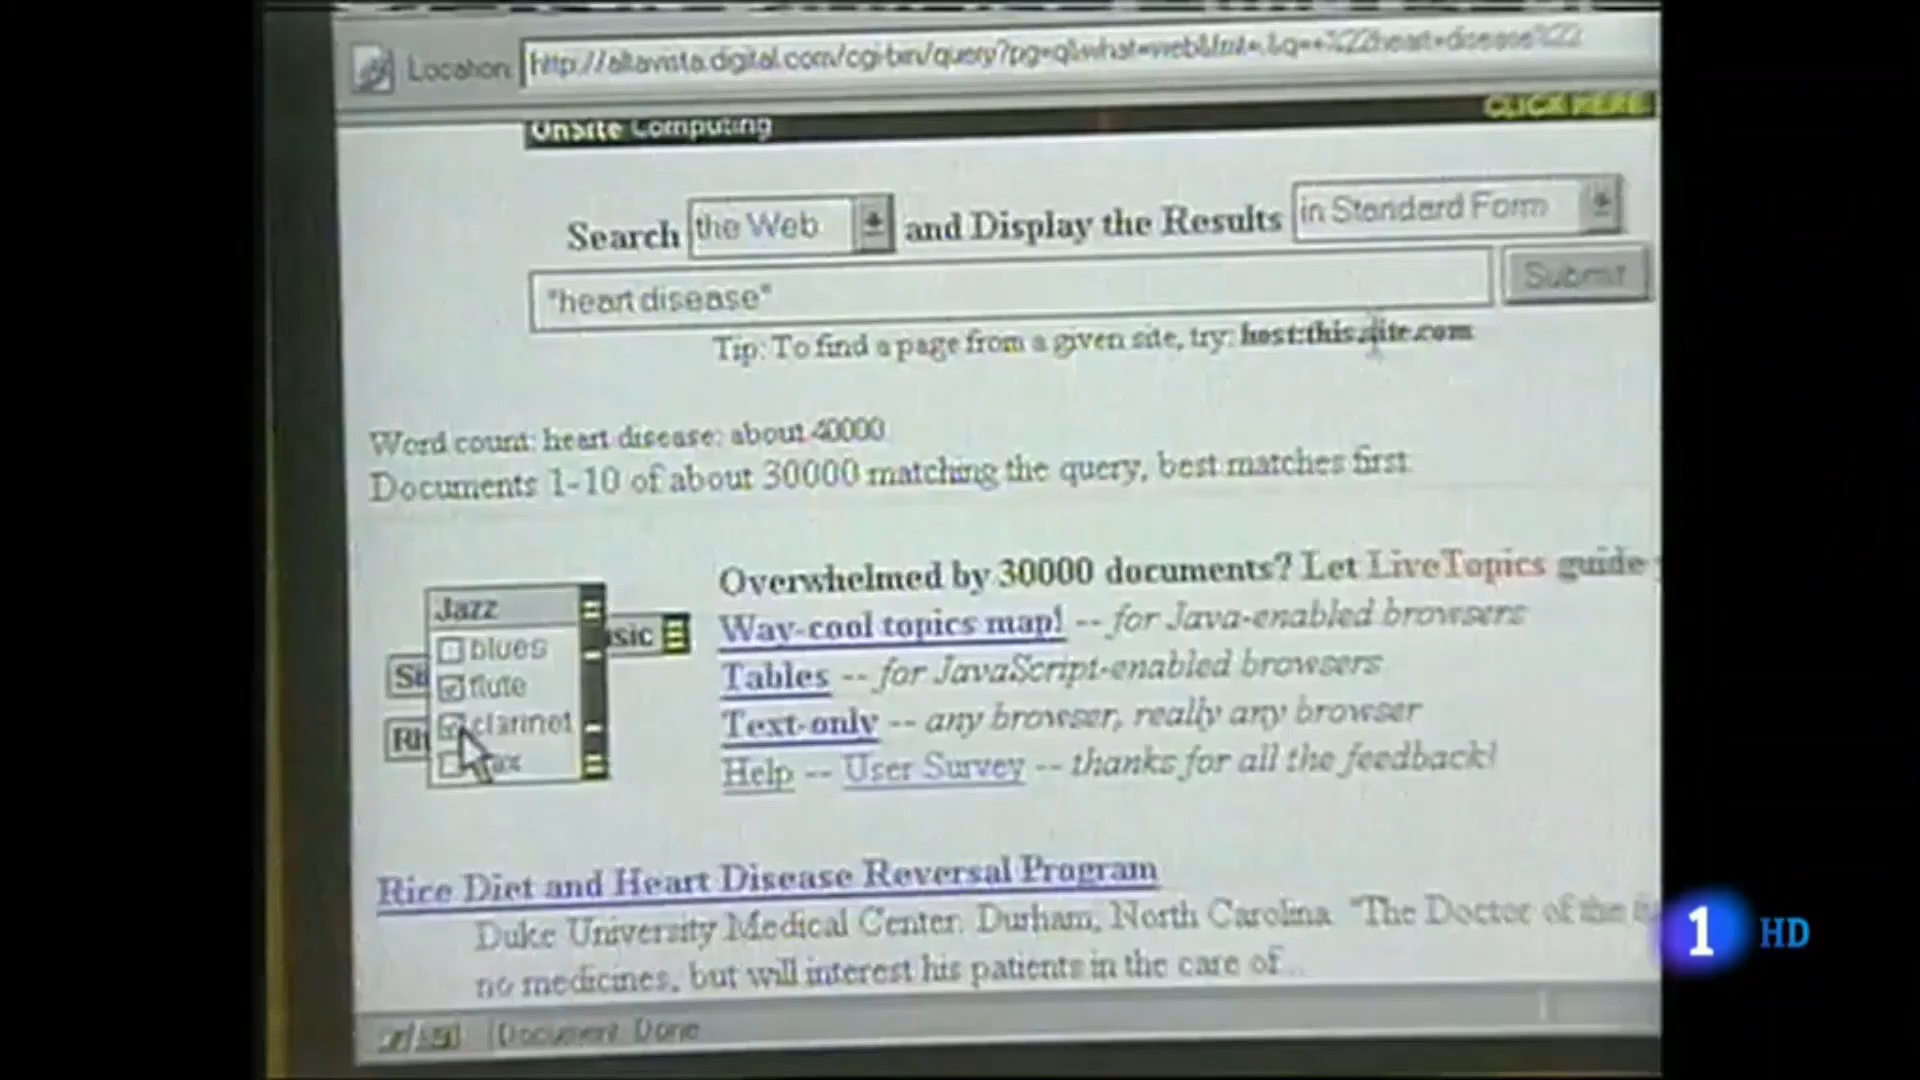 Location: http://altavista.digital.com/cgi-bin/query?pg=q&what=web&fmt=.&q=+%22heart+disease%22
CLICK HERE
OnSite Computing
Search the Web and Display the Results in Standard Form
"heart disease" Submit
Tip: To find a page from a given site, try: host:this.site.com
Word count: heart disease: about 40000
Documents 1-10 of about 30000 matching the query, best matches first.
Overwhelmed by 30000 documents? Let LiveTopics guide
Jazz
blues
flute
clarinet
Way-cool topics map! -- for Java-enabled browsers
Tables -- for JavaScript-enabled browsers
Text-only -- any browser, really any browser
Help -- User Survey -- thanks for all the feedback!
Rice Diet and Heart Disease Reversal Program
Duke University Medical Center. Durham, North Carolina. "The Doctor of the
no medicines, but will interest his patients in the care of...
Document: Done
1 HD